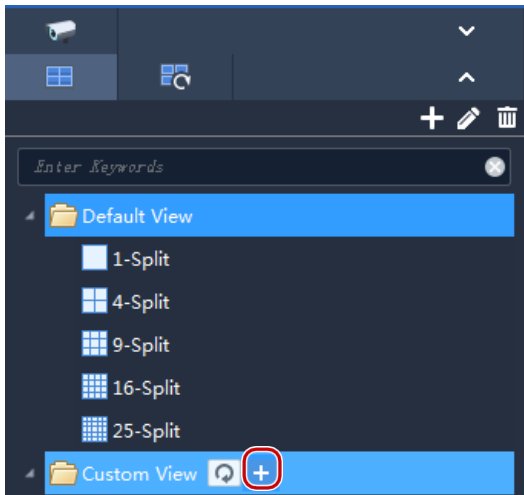 Enter Keywords
Default View
1-Split
4-Split
9-Split
16-Split
25-Split
Custom View